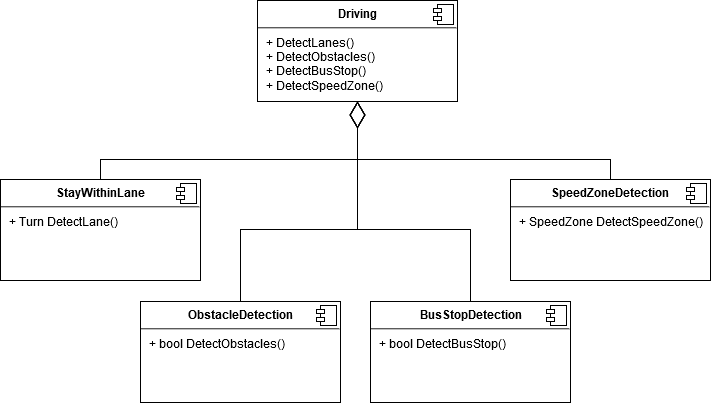 Driving
+ DetectLanes()
+ DetectObstacles()
+ DetectBusStop()
+ DetectSpeedZone()
StayWithinLane
+ Turn DetectLane()
SpeedZoneDetection
+ SpeedZone DetectSpeedZone()
ObstacleDetection
+ bool DetectObstacles()
BusStopDetection
+ bool DetectBusStop()